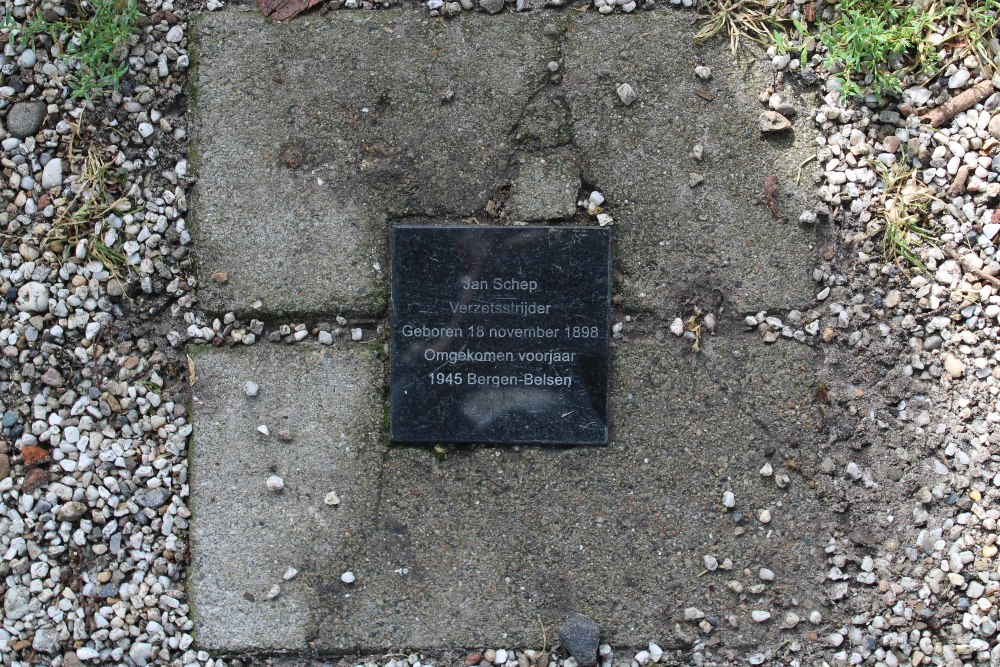 Jan Schep
Verzetsstrijder
Geboren 18 november 1898
Omgekomen voorjaar
1945 Bergen-Belsen